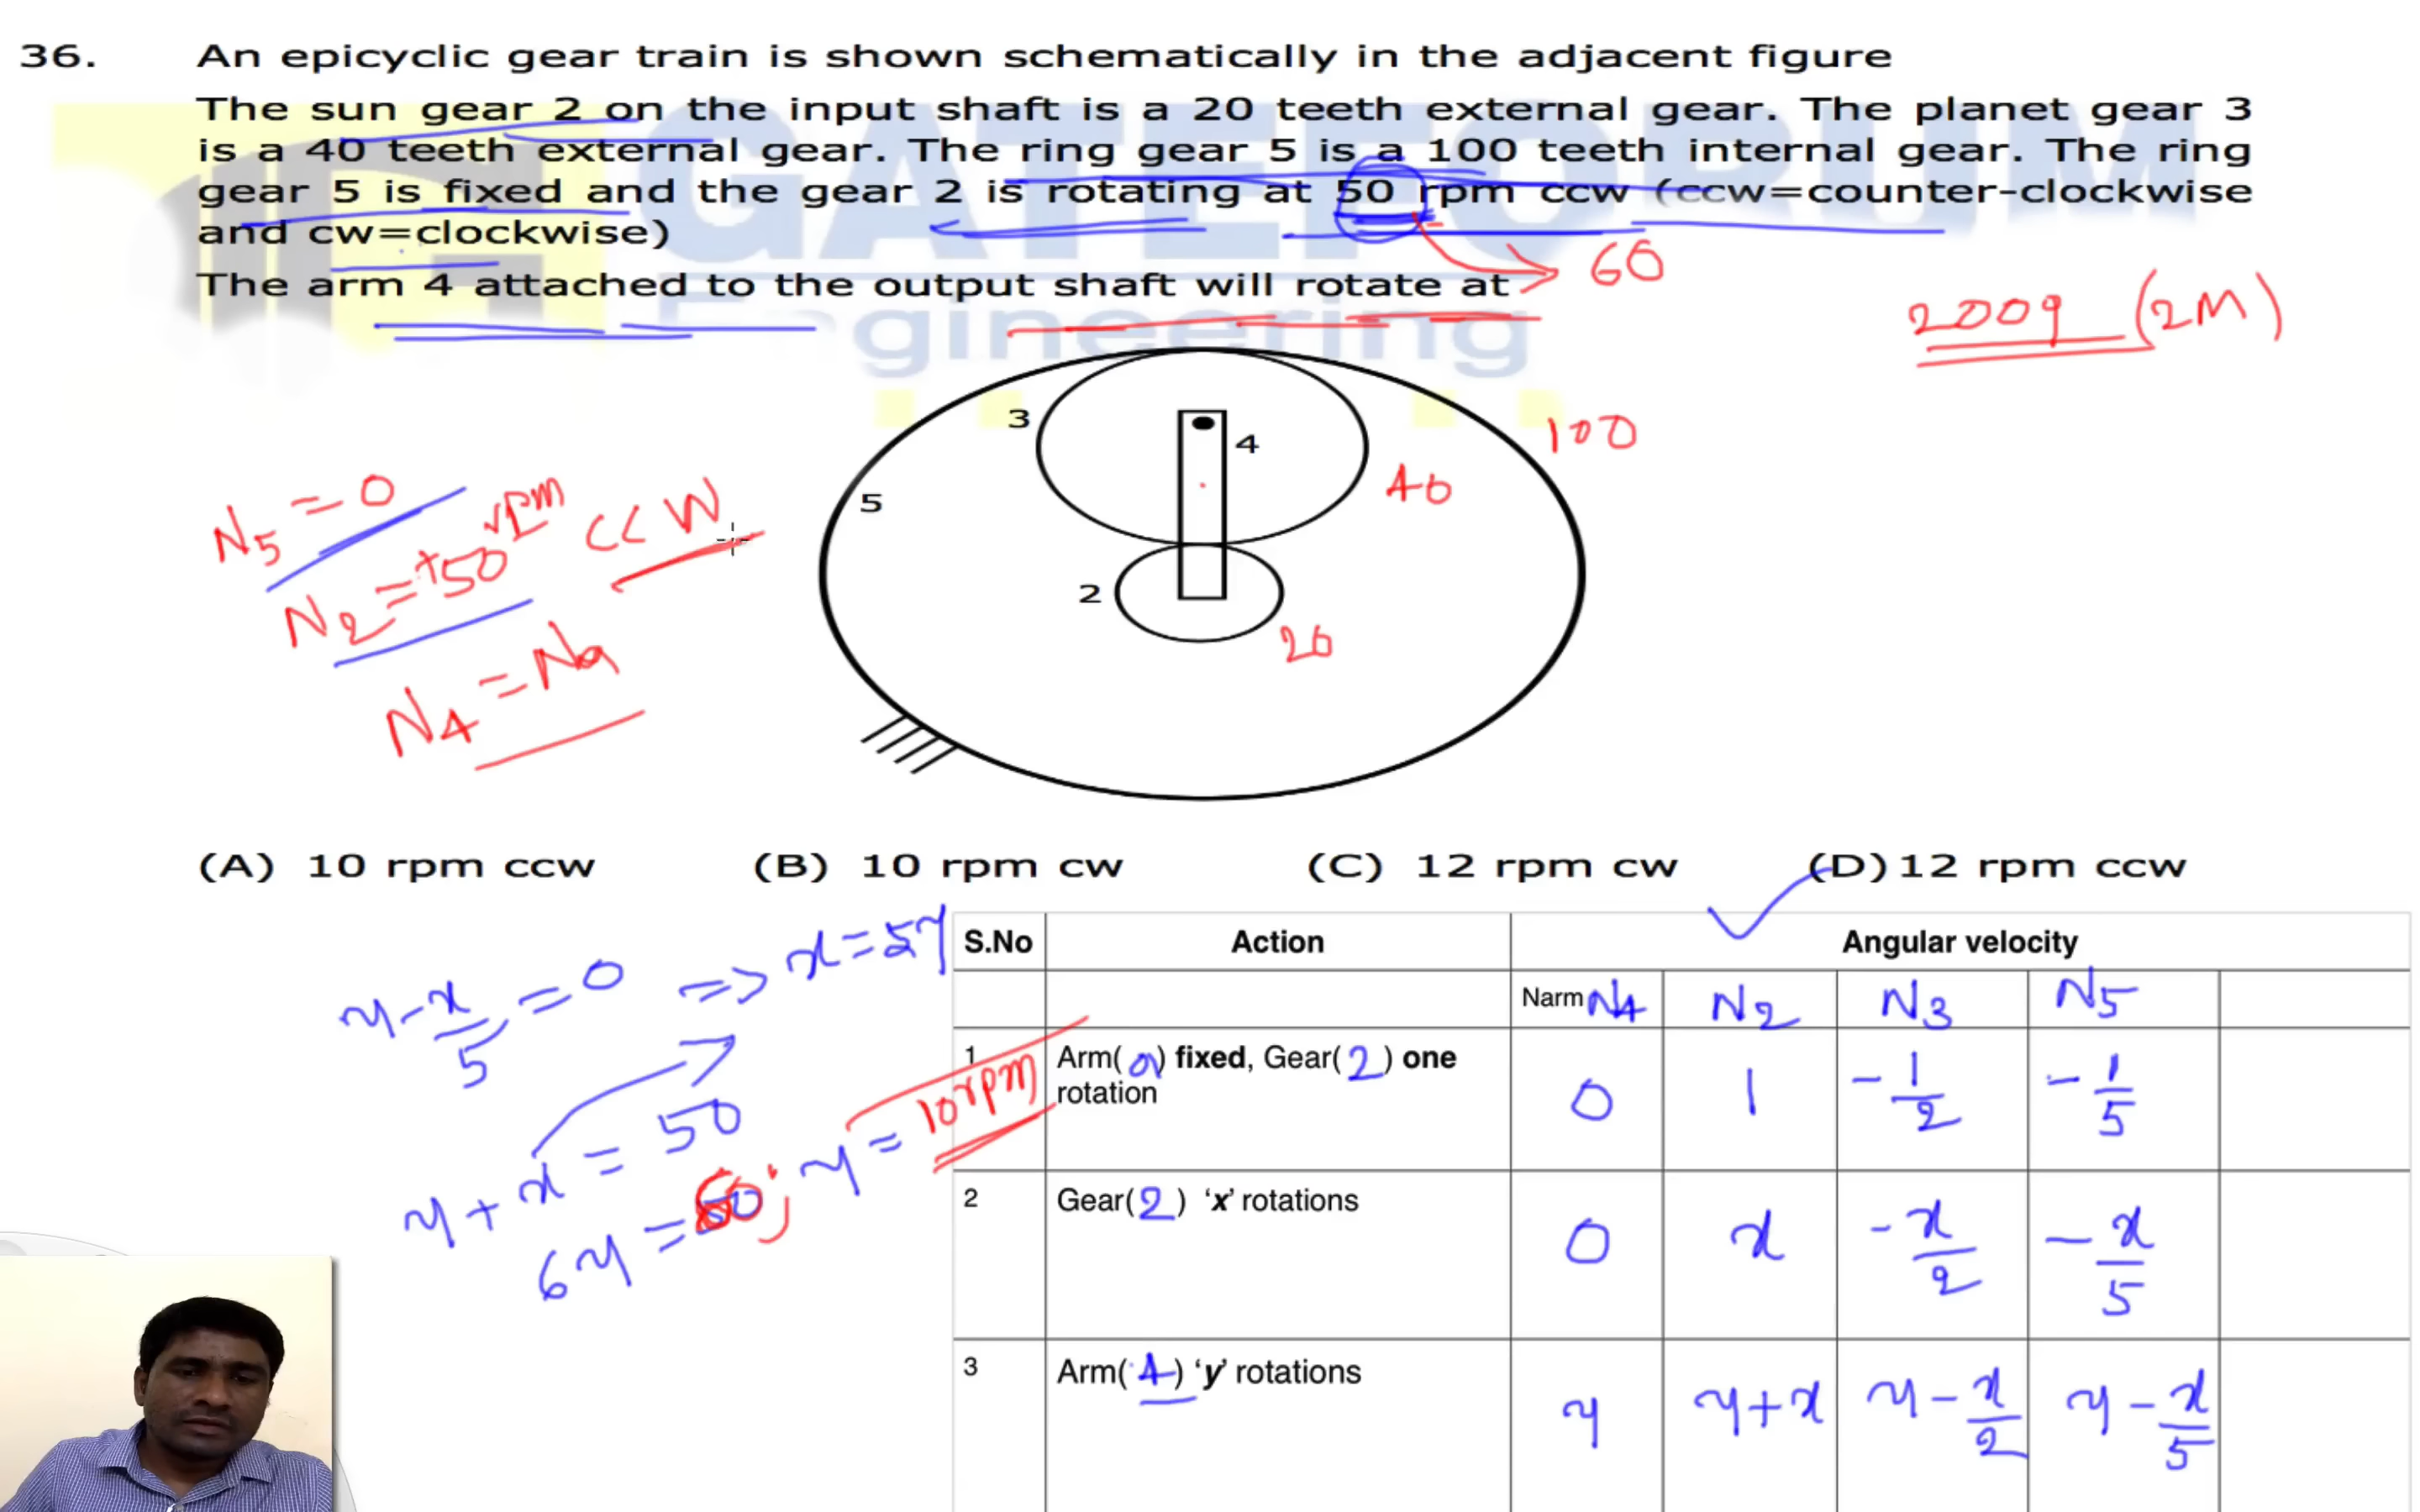 36. An epicyclic gear train is shown schematically in the adjacent figure
The sun gear 2 on the input shaft is a 20 teeth external gear. The planet gear 3
is a 40 teeth external gear. The ring gear 5 is a 100 teeth internal gear. The ring
gear 5 is fixed and the gear 2 is rotating at 50 rpm ccw (ccw=counter-clockwise
and cw=clockwise)
60
The arm 4 attached to the output shaft will rotate at
2009 (2M)
GATEFORUM
Engineering
3
4
5
2
100
40
20
N5 = 0
N2 = +50 rpm CCW
N4 = Na
(A) 10 rpm ccw (B) 10 rpm cw (C) 12 rpm cw (D) 12 rpm ccw
y - x/5 = 0 => x = 5y
y + x = 50
6y = 60; y = 10 rpm
S.No Action Angular velocity
Narm N4 N2 N3 N5
1 Arm(a) fixed, Gear(2) one rotation 0 1 -1/2 -1/5
2 Gear(2) ‘x’ rotations 0 x -x/2 -x/5
3 Arm(4) ‘y’ rotations y y+x y-x/2 y-x/5